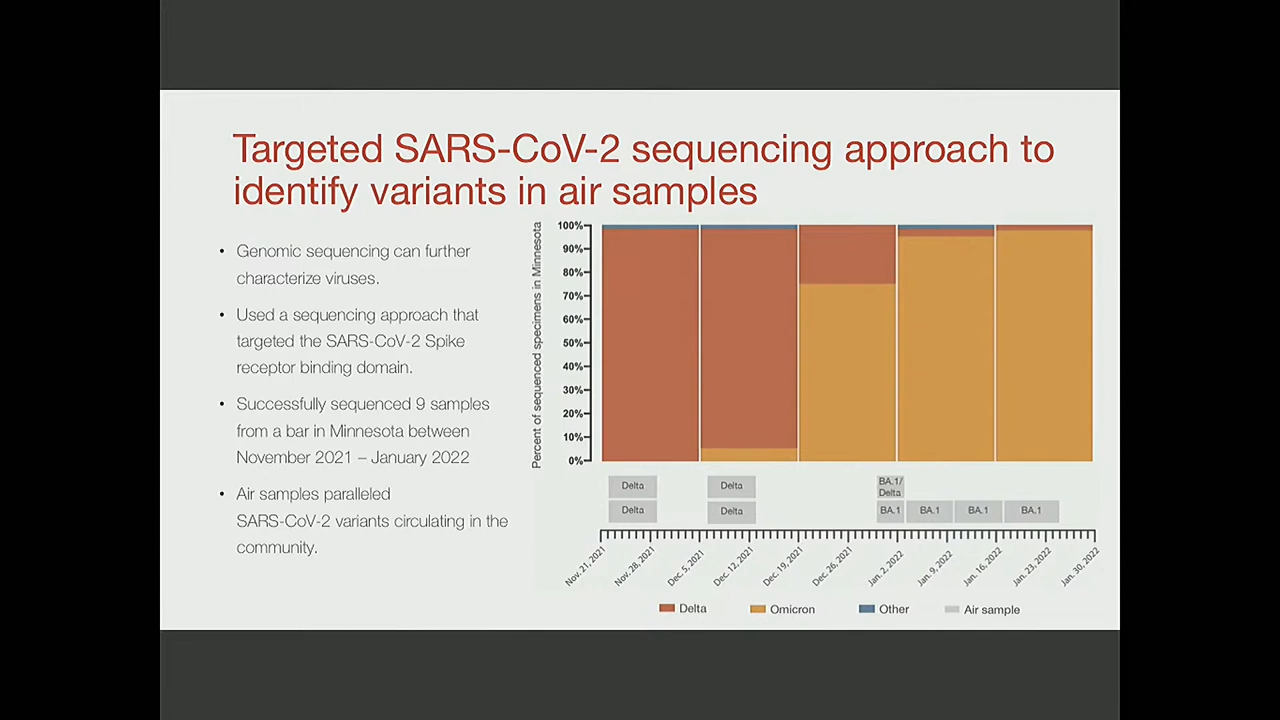 Targeted SARS-CoV-2 sequencing approach to
identify variants in air samples
• Genomic sequencing can further
characterize viruses.
• Used a sequencing approach that
targeted the SARS-CoV-2 Spike
receptor binding domain.
• Successfully sequenced 9 samples
from a bar in Minnesota between
November 2021 – January 2022
• Air samples paralleled
SARS-CoV-2 variants circulating in the
community.
Percent of sequenced specimens in Minnesota
100%
90%
80%
70%
60%
50%
40%
30%
20%
10%
0%
Delta
Delta
BA.1/
Delta
Delta
Delta
BA.1
BA.1
BA.1
BA.1
Nov. 21, 2021
Nov. 28, 2021
Dec. 5, 2021
Dec. 12, 2021
Dec. 19, 2021
Dec. 26, 2021
Jan. 2, 2022
Jan. 9, 2022
Jan. 16, 2022
Jan. 23, 2022
Jan. 30, 2022
Delta
Omicron
Other
Air sample